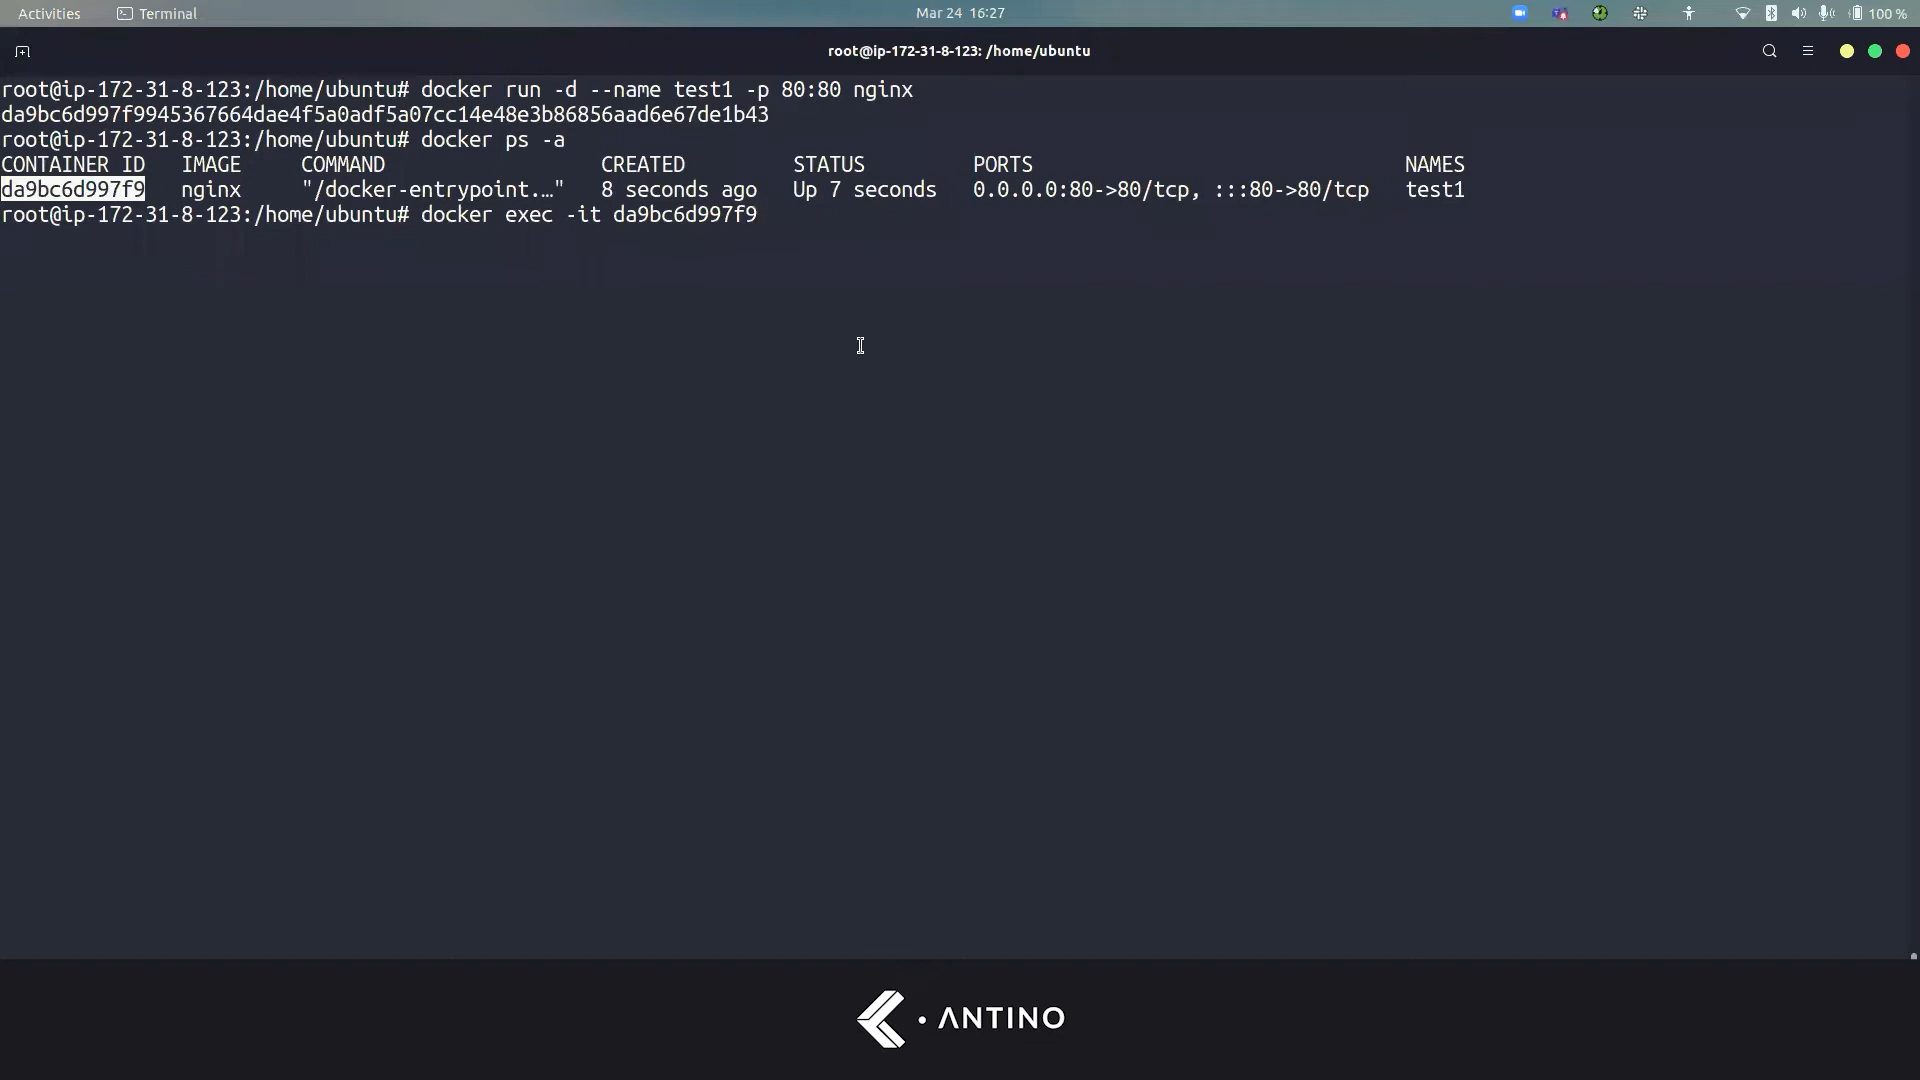 Activities Terminal Mar 24 16:27 100 %
root@ip-172-31-8-123: /home/ubuntu
root@ip-172-31-8-123:/home/ubuntu# docker run -d --name test1 -p 80:80 nginx
da9bc6d997f9945367664dae4f5a0adf5a07cc14e48e3b86856aad6e67de1b43
root@ip-172-31-8-123:/home/ubuntu# docker ps -a
CONTAINER ID IMAGE COMMAND CREATED STATUS PORTS NAMES
da9bc6d997f9 nginx "/docker-entrypoint.…" 8 seconds ago Up 7 seconds 0.0.0.0:80->80/tcp, :::80->80/tcp test1
root@ip-172-31-8-123:/home/ubuntu# docker exec -it da9bc6d997f9
ANTINO